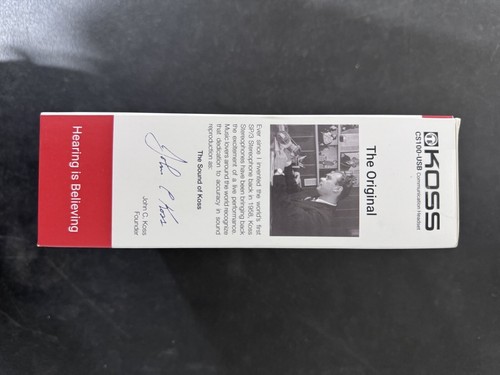 KOSS
CS100-USB Communication Headset
The Original
Ever since I invented the world's first
SP/3 Stereophone back in 1958, Koss
Stereophones have been bringing back
the excitement of a live performance.
Music lovers around the world recognize
that dedication to accuracy in sound
reproduction as:
The Sound of Koss
John C Koss
John C. Koss
Founder
Hearing is Believing